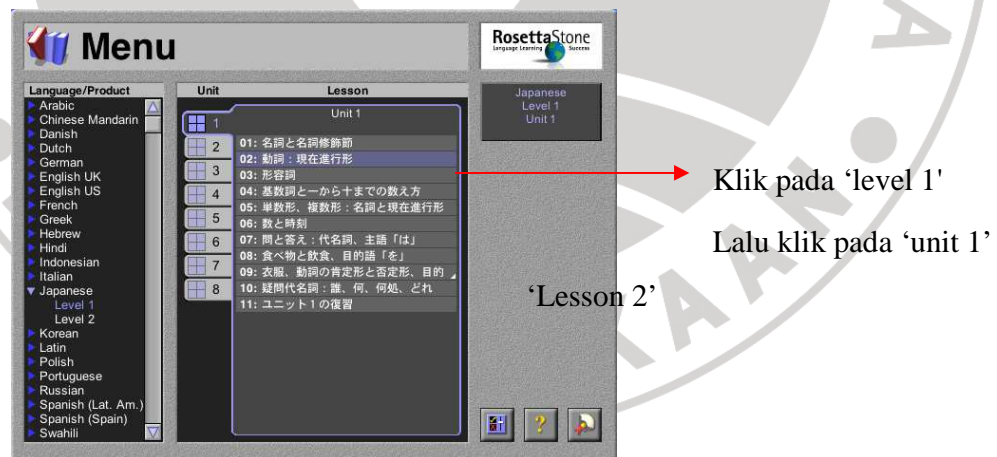 Menu
RosettaStone
Language Learning Success
Language/Product
Arabic
Chinese Mandarin
Danish
Dutch
German
English UK
English US
French
Greek
Hebrew
Hindi
Indonesian
Italian
Japanese
Level 1
Level 2
Korean
Latin
Polish
Portuguese
Russian
Spanish (Lat. Am.)
Spanish (Spain)
Swahili
Unit
Lesson
1
2
3
4
5
6
7
8
Unit 1
01: 名詞と名詞修飾節
02: 動詞：現在進行形
03: 形容詞
04: 基数詞と一から十までの数え方
05: 単数形、複数形：名詞と現在進行形
06: 数と時刻
07: 問と答え：代名詞、主語「は」
08: 食べ物と飲食、目的語「を」
09: 衣服、動詞の肯定形と否定形、目的
10: 疑問代名詞：誰、何、何処、どれ
11: ユニット１の復習
Japanese
Level 1
Unit 1
?
Klik pada ‘level 1'
Lalu klik pada ‘unit 1’
‘Lesson 2’